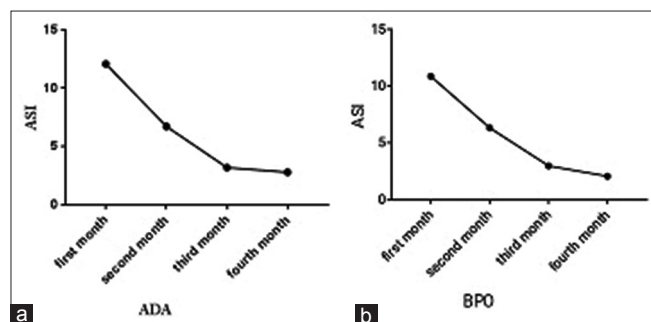 15
10
5
0
ASI
first month
second month
third month
fourth month
a
ADA
15
10
5
0
ASI
first month
second month
third month
fourth month
b
BPO